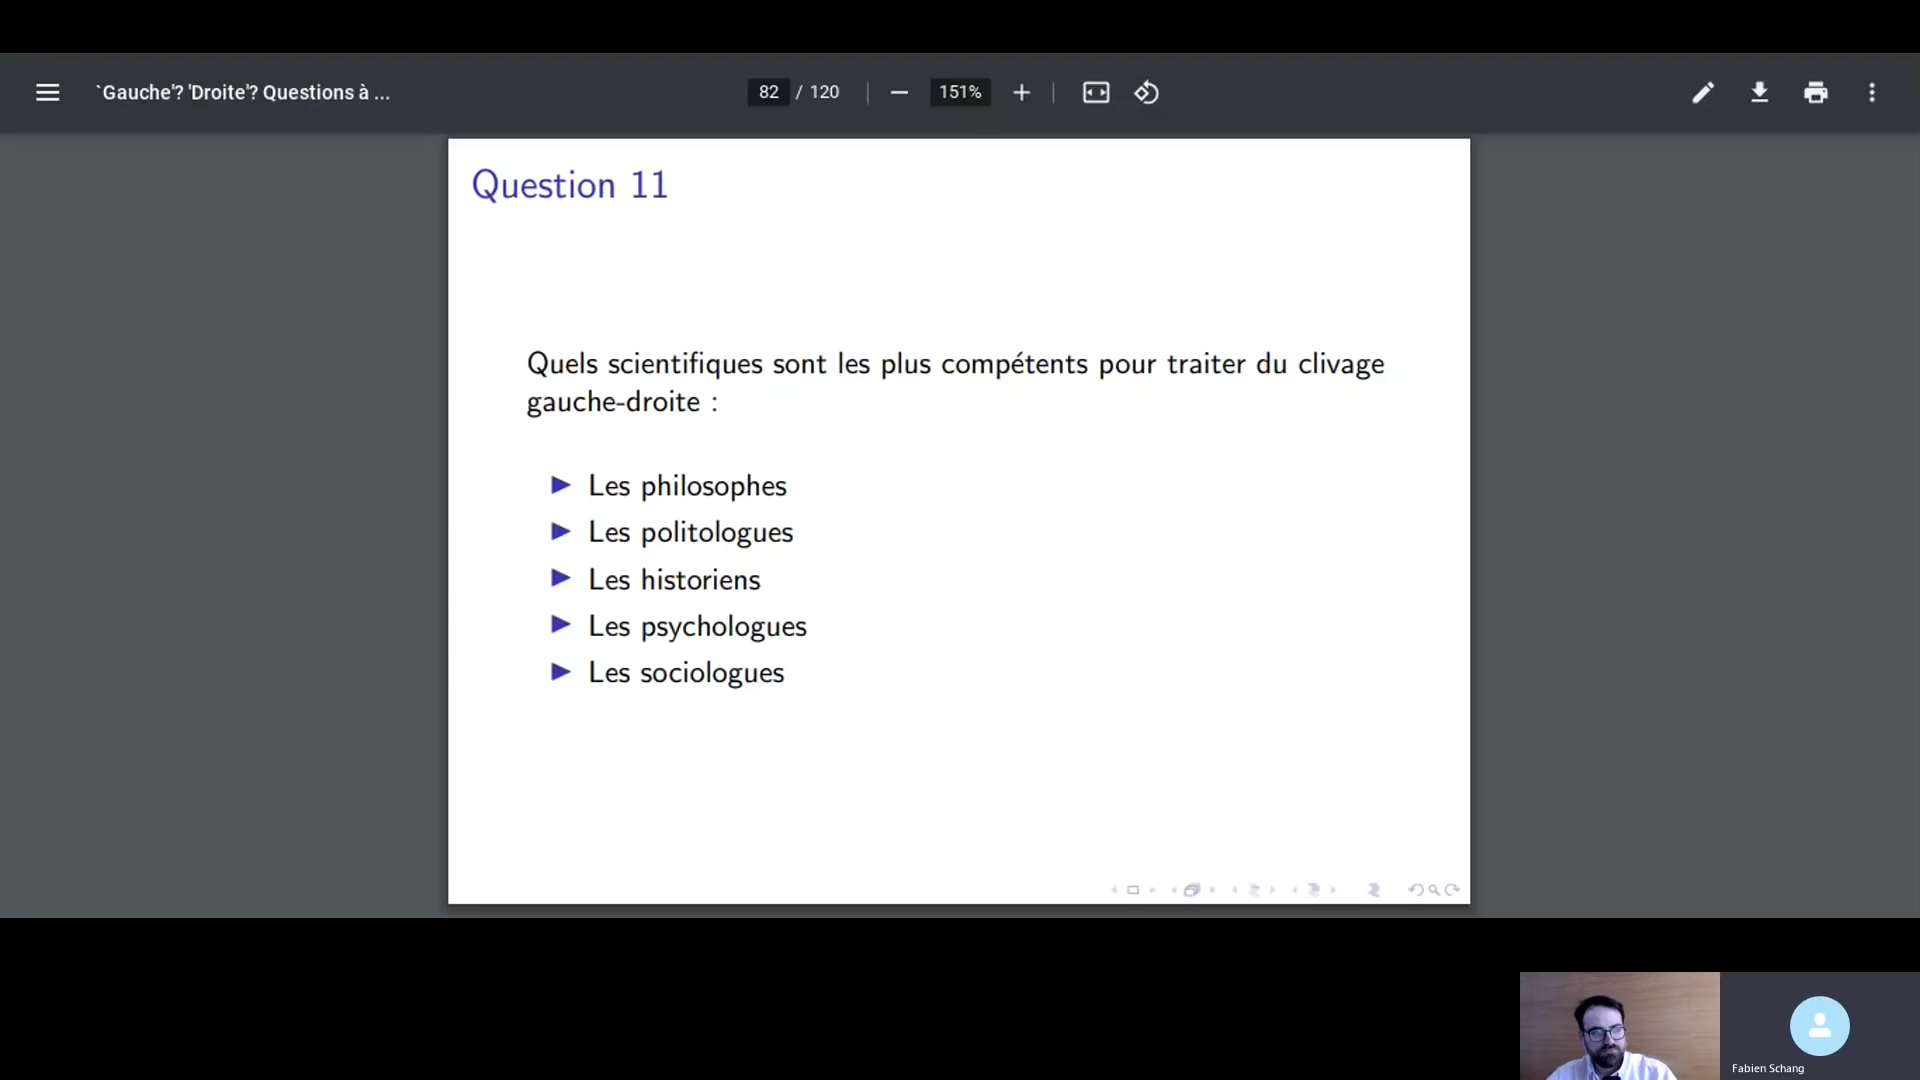 `Gauche'? 'Droite'? Questions à ...
82 / 120
151%
Question 11
Quels scientifiques sont les plus compétents pour traiter du clivage
gauche-droite :
Les philosophes
Les politologues
Les historiens
Les psychologues
Les sociologues
Fabien Schang